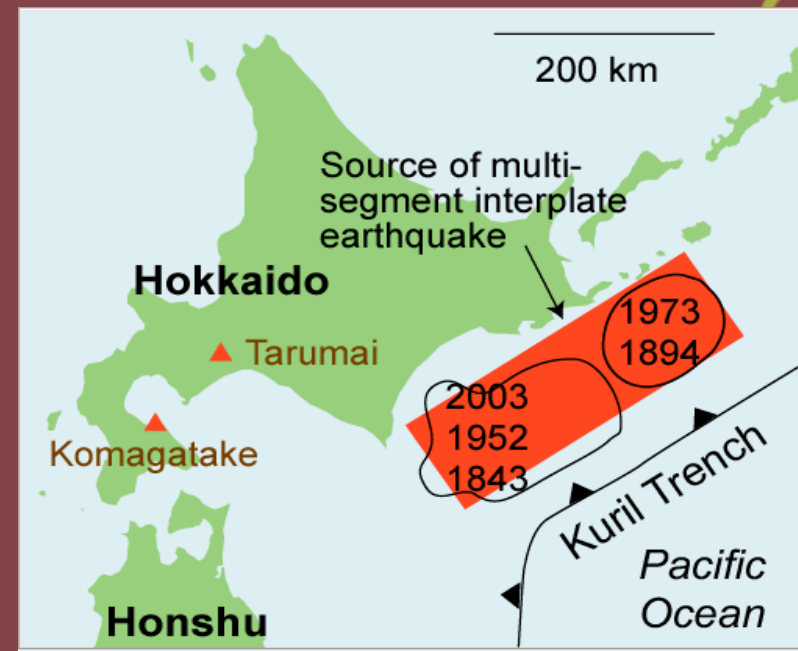 200 km
Source of multi-
segment interplate
earthquake
Hokkaido
1973
1894
Tarumai
2003
1952
1843
Komagatake
Kuril Trench
Pacific
Ocean
Honshu